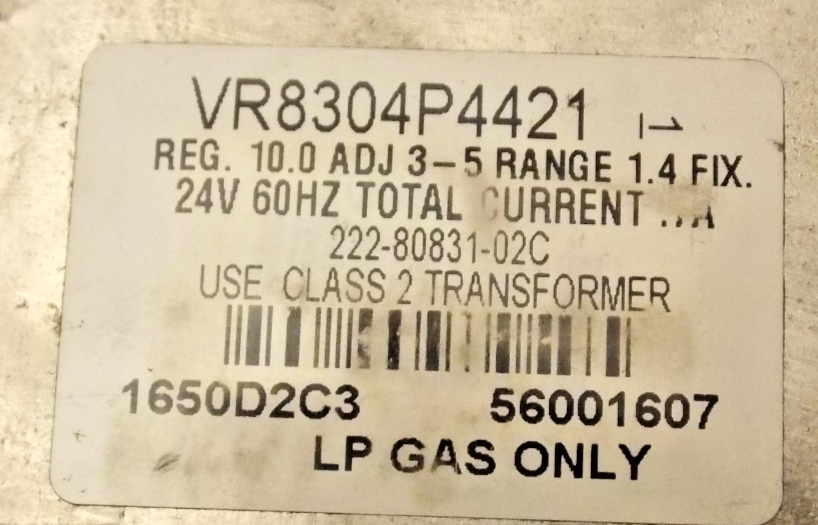 VR8304P4421 1
REG. 10.0 ADJ 3-5 RANGE 1.4 FIX.
24V 60HZ TOTAL CURRENT
222-80831-02C
USE CLASS 2 TRANSFORMER
1650D2C3 56001607
LP GAS ONLY